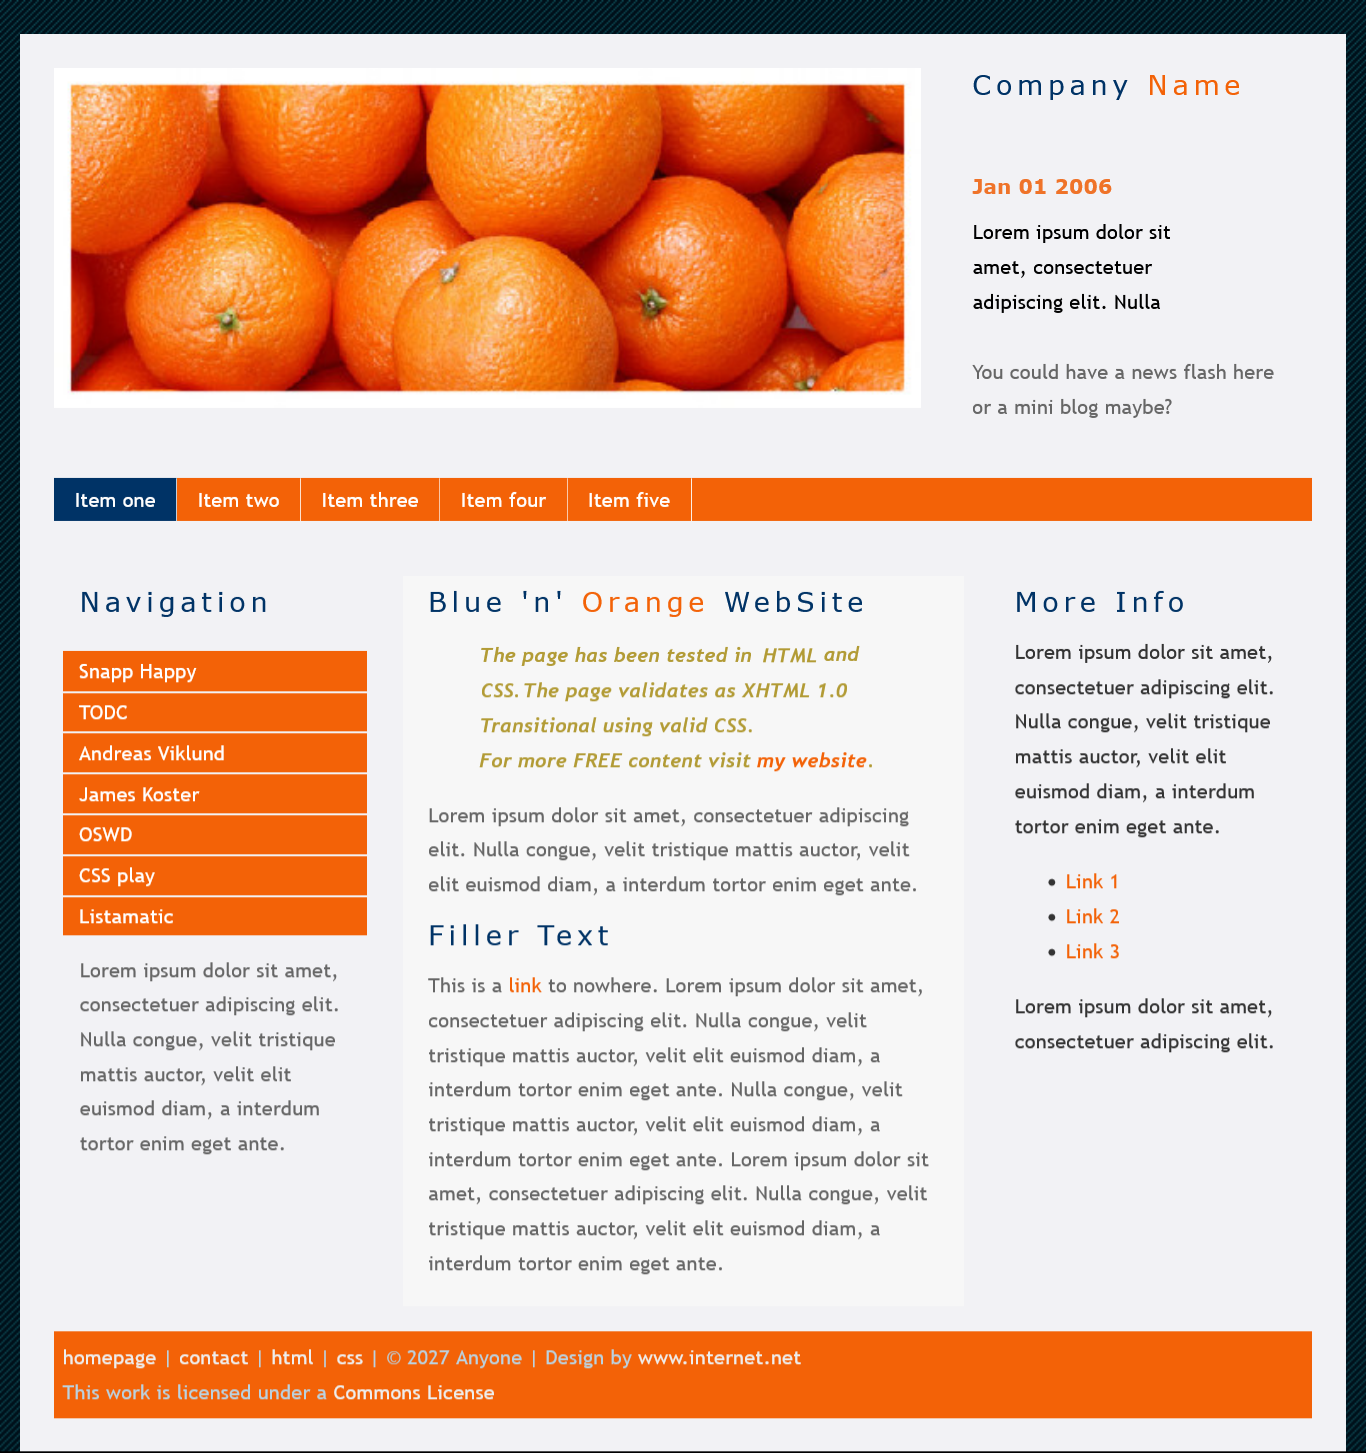 Company Name
Jan 01 2006
Lorem ipsum dolor sit
amet, consectetuer
adipiscing elit. Nulla
You could have a news flash here
or a mini blog maybe?
Item one
Item two
Item three
Item four
Item five
Navigation
Snapp Happy
TODC
Andreas Viklund
James Koster
OSWD
CSS play
Listamatic
Lorem ipsum dolor sit amet,
consectetuer adipiscing elit.
Nulla congue, velit tristique
mattis auctor, velit elit
euismod diam, a interdum
tortor enim eget ante.
Blue 'n' Orange WebSite
The page has been tested in HTML and
CSS. The page validates as XHTML 1.0
Transitional using valid CSS.
For more FREE content visit my website.
Lorem ipsum dolor sit amet, consectetuer adipiscing
elit. Nulla congue, velit tristique mattis auctor, velit
elit euismod diam, a interdum tortor enim eget ante.
Filler Text
This is a link to nowhere. Lorem ipsum dolor sit amet,
consectetuer adipiscing elit. Nulla congue, velit
tristique mattis auctor, velit elit euismod diam, a
interdum tortor enim eget ante. Nulla congue, velit
tristique mattis auctor, velit elit euismod diam, a
interdum tortor enim eget ante. Lorem ipsum dolor sit
amet, consectetuer adipiscing elit. Nulla congue, velit
tristique mattis auctor, velit elit euismod diam, a
interdum tortor enim eget ante.
More Info
Lorem ipsum dolor sit amet,
consectetuer adipiscing elit.
Nulla congue, velit tristique
mattis auctor, velit elit
euismod diam, a interdum
tortor enim eget ante.
• Link 1
• Link 2
• Link 3
Lorem ipsum dolor sit amet,
consectetuer adipiscing elit.
homepage | contact | html | css | © 2027 Anyone | Design by www.internet.net
This work is licensed under a Commons License